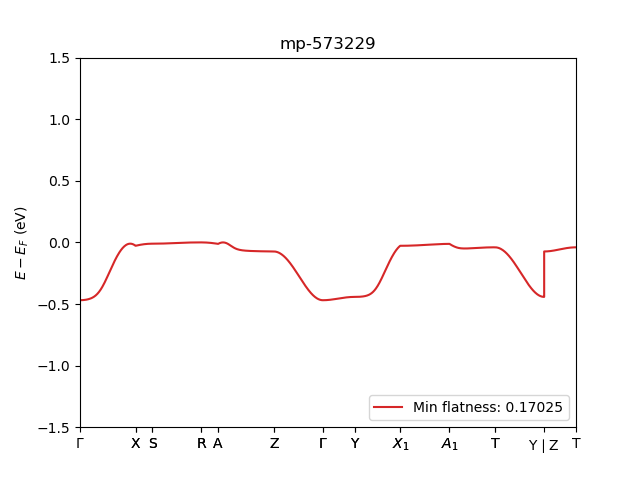 mp-573229
1.5
1.0
0.5
0.0
−0.5
−1.0
−1.5
E − E_F (eV)
Min flatness: 0.17025
Γ X S R A Z Γ Y X₁ A₁ T Y | Z T